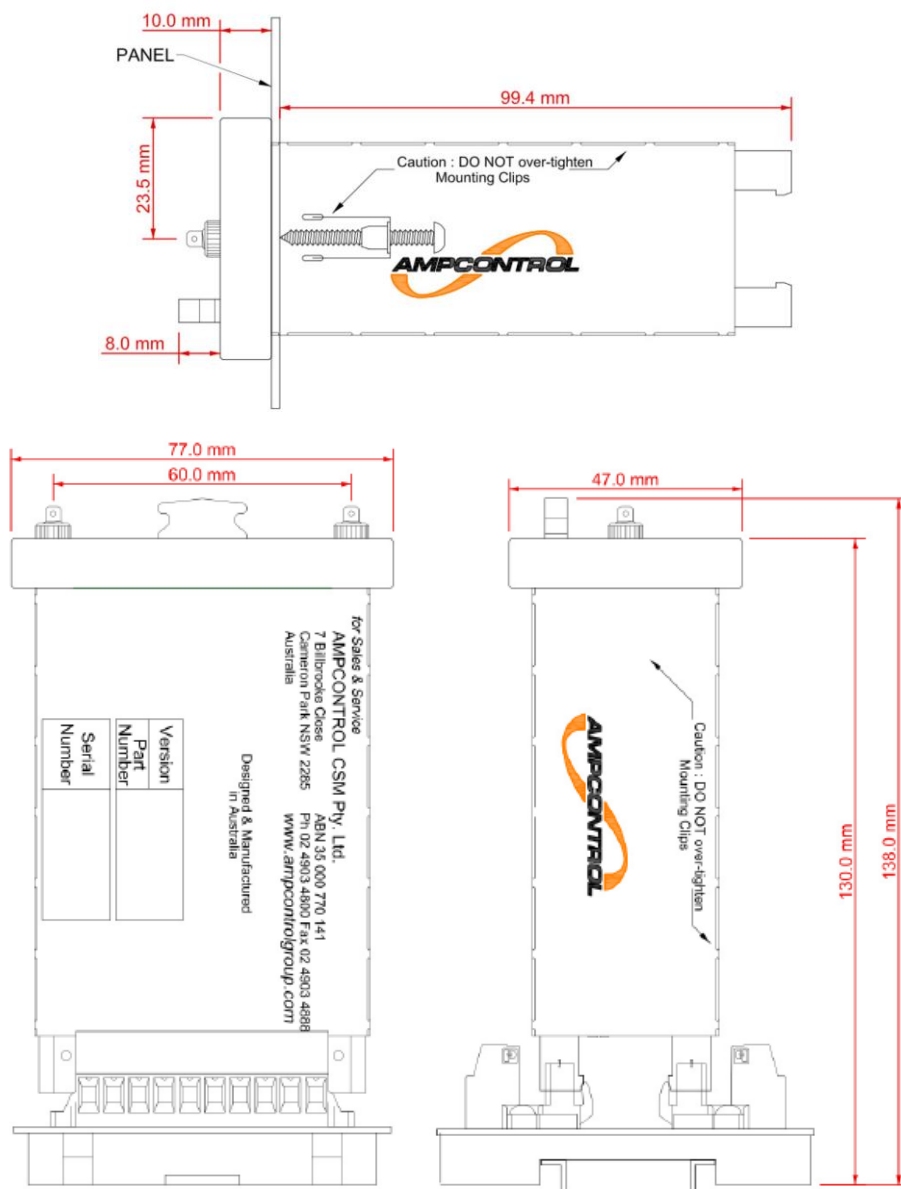 10.0 mm
PANEL
99.4 mm
Caution : DO NOT over-tighten
Mounting Clips
23.5 mm
AMPCONTROL
8.0 mm
77.0 mm
60.0 mm
47.0 mm
for Sales & Service
AMPCONTROL CSM Pty. Ltd.
7 Billbrooke Close
Cameron Park NSW 2285
Australia
ABN 35 000 770 141
Ph 02 4903 4800 Fax 02 4903 4888
www.ampcontrolgroup.com
Designed & Manufactured
in Australia
Version
Part
Number
Serial
Number
Caution : DO NOT over-tighten
Mounting Clips
AMPCONTROL
130.0 mm
138.0 mm